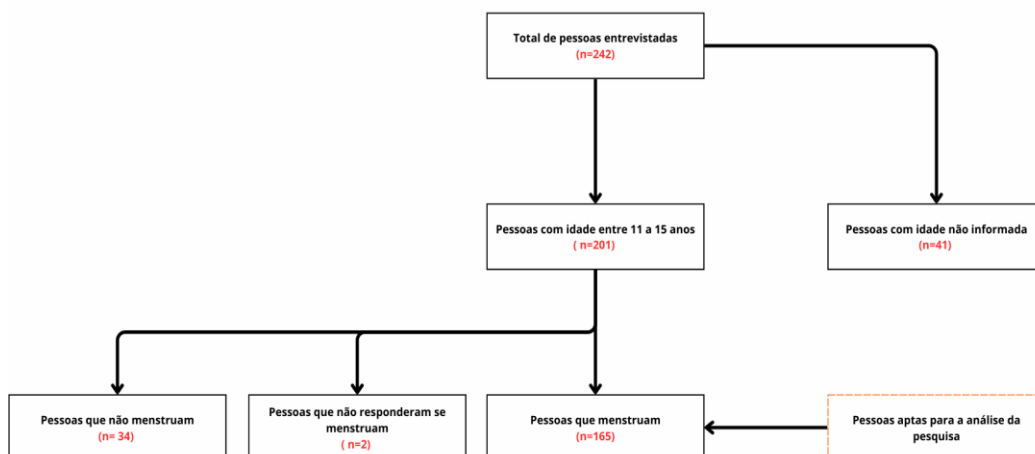 Total de pessoas entrevistadas
(n=242)
Pessoas com idade entre 11 a 15 anos
( n=201)
Pessoas com idade não informada
(n=41)
Pessoas que não menstruam
(n= 34)
Pessoas que não responderam se
menstruam
( n=2)
Pessoas que menstruam
(n=165)
Pessoas aptas para a análise da
pesquisa